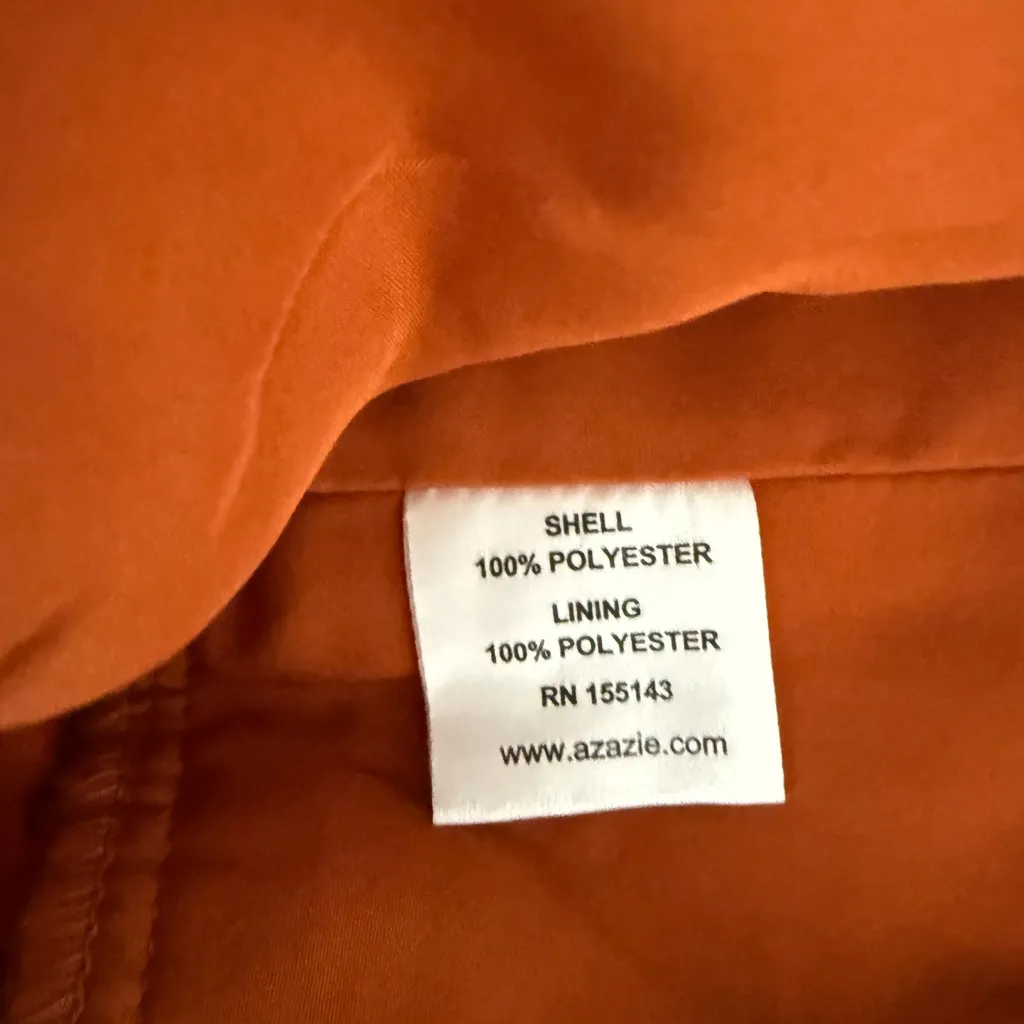 SHELL
100% POLYESTER
LINING
100% POLYESTER
RN 155143
www.azazie.com